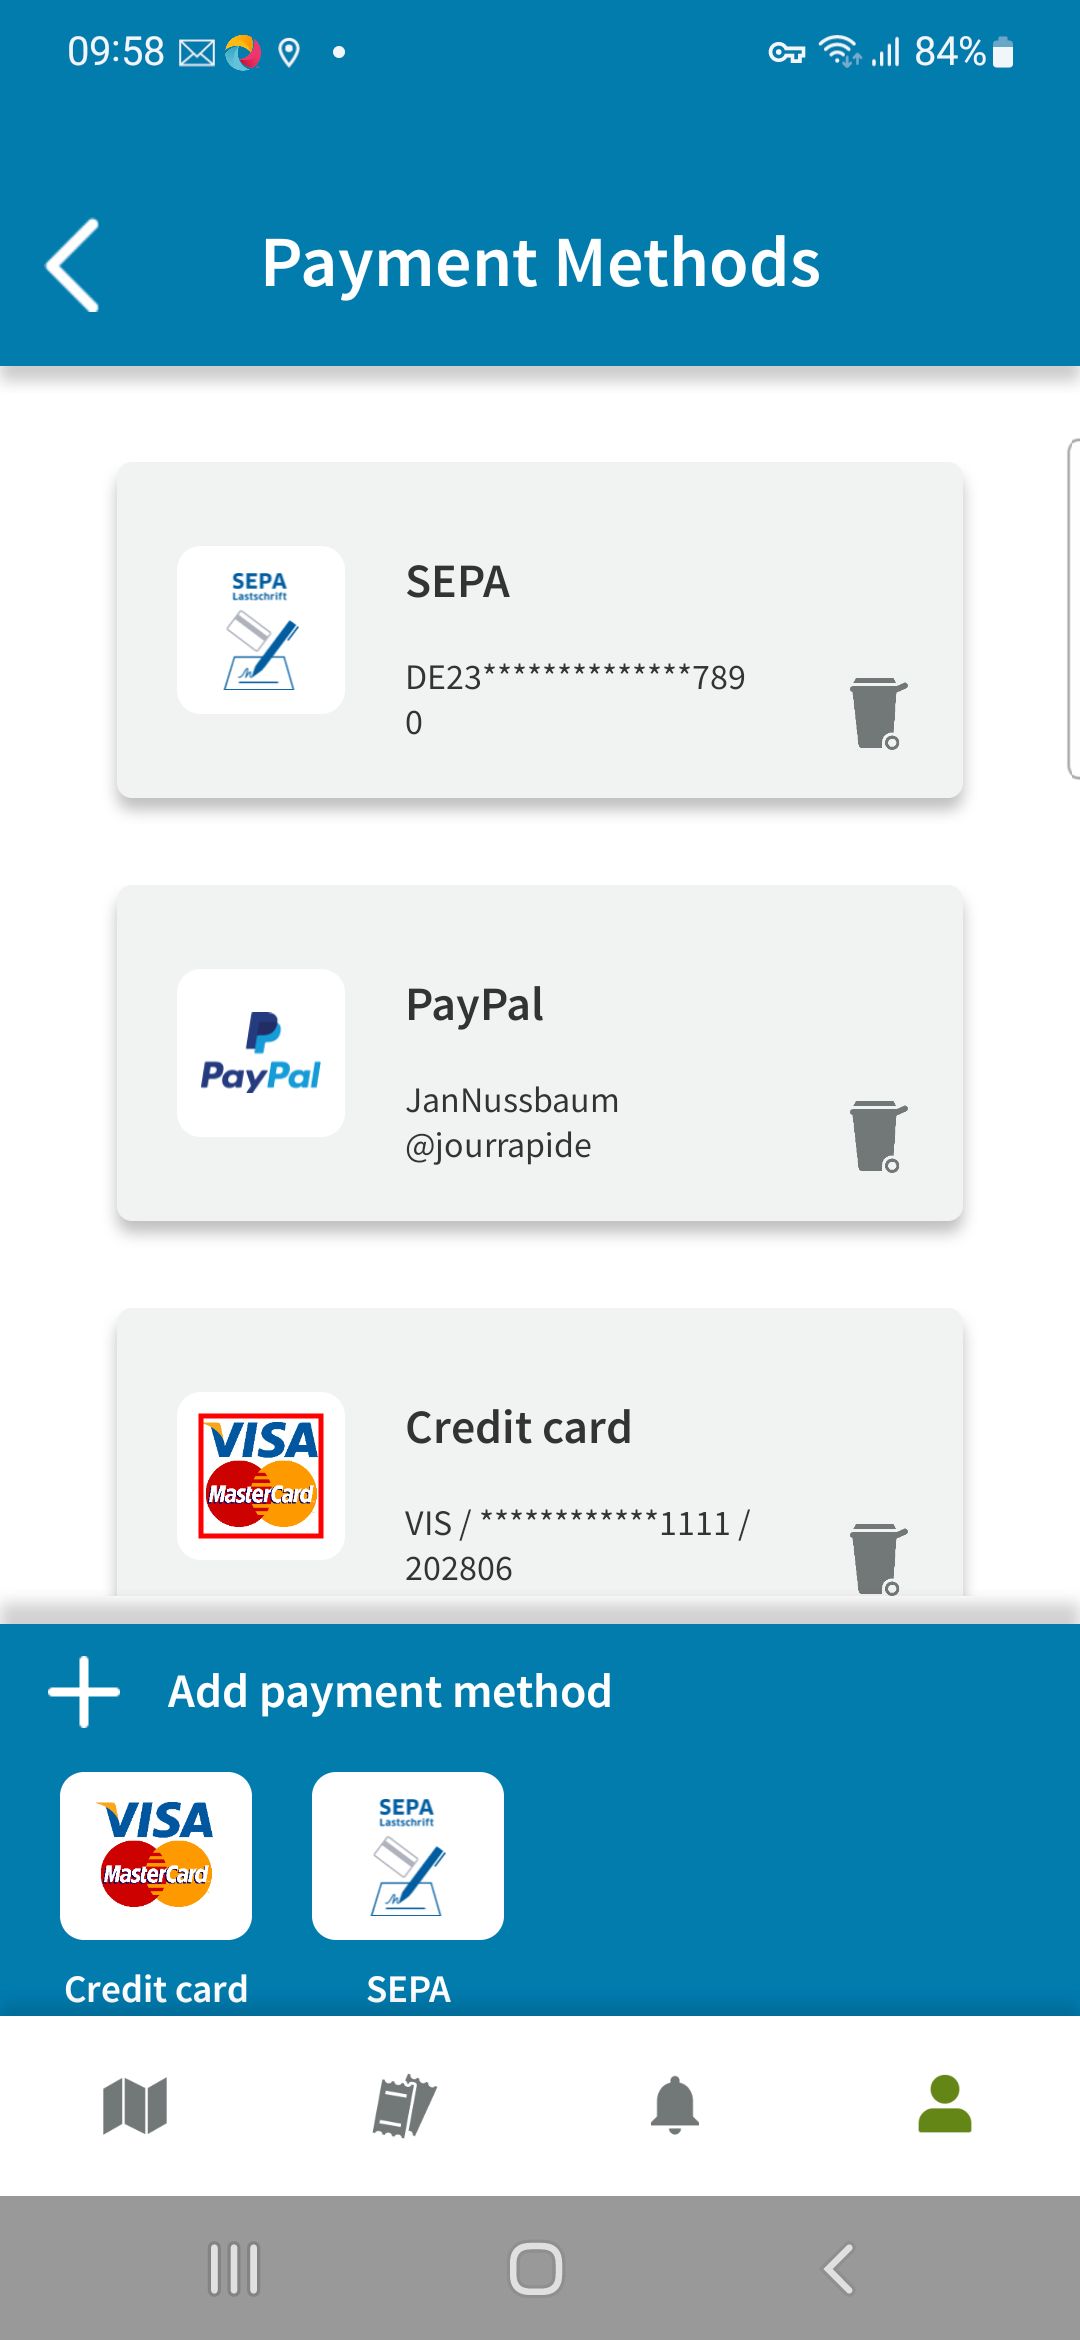 09:58
84%
Payment Methods
SEPA
Lastschrift
SEPA
DE23**************789
0
PayPal
PayPal
JanNussbaum
@jourrapide
VISA
MasterCard
Credit card
VIS / ************1111 /
202806
Add payment method
VISA
MasterCard
SEPA
Lastschrift
Credit card
SEPA